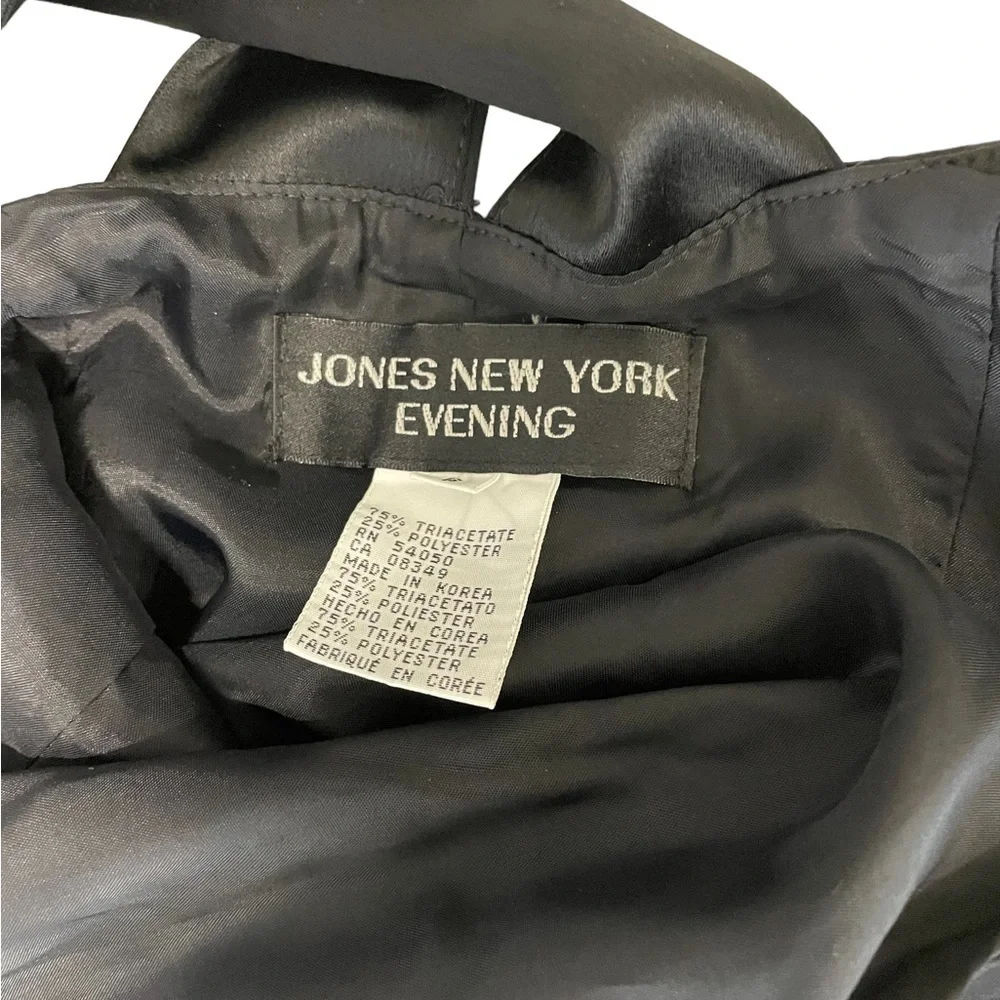 JONES NEW YORK
EVENING
75% TRIACETATE
25% POLYESTER
RN 54050
CA 08349
MADE IN KOREA
75% TRIACETATO
25% POLIESTER
HECHO EN COREA
75% TRIACETATE
25% POLYESTER
FABRIQUÉ EN CORÉE